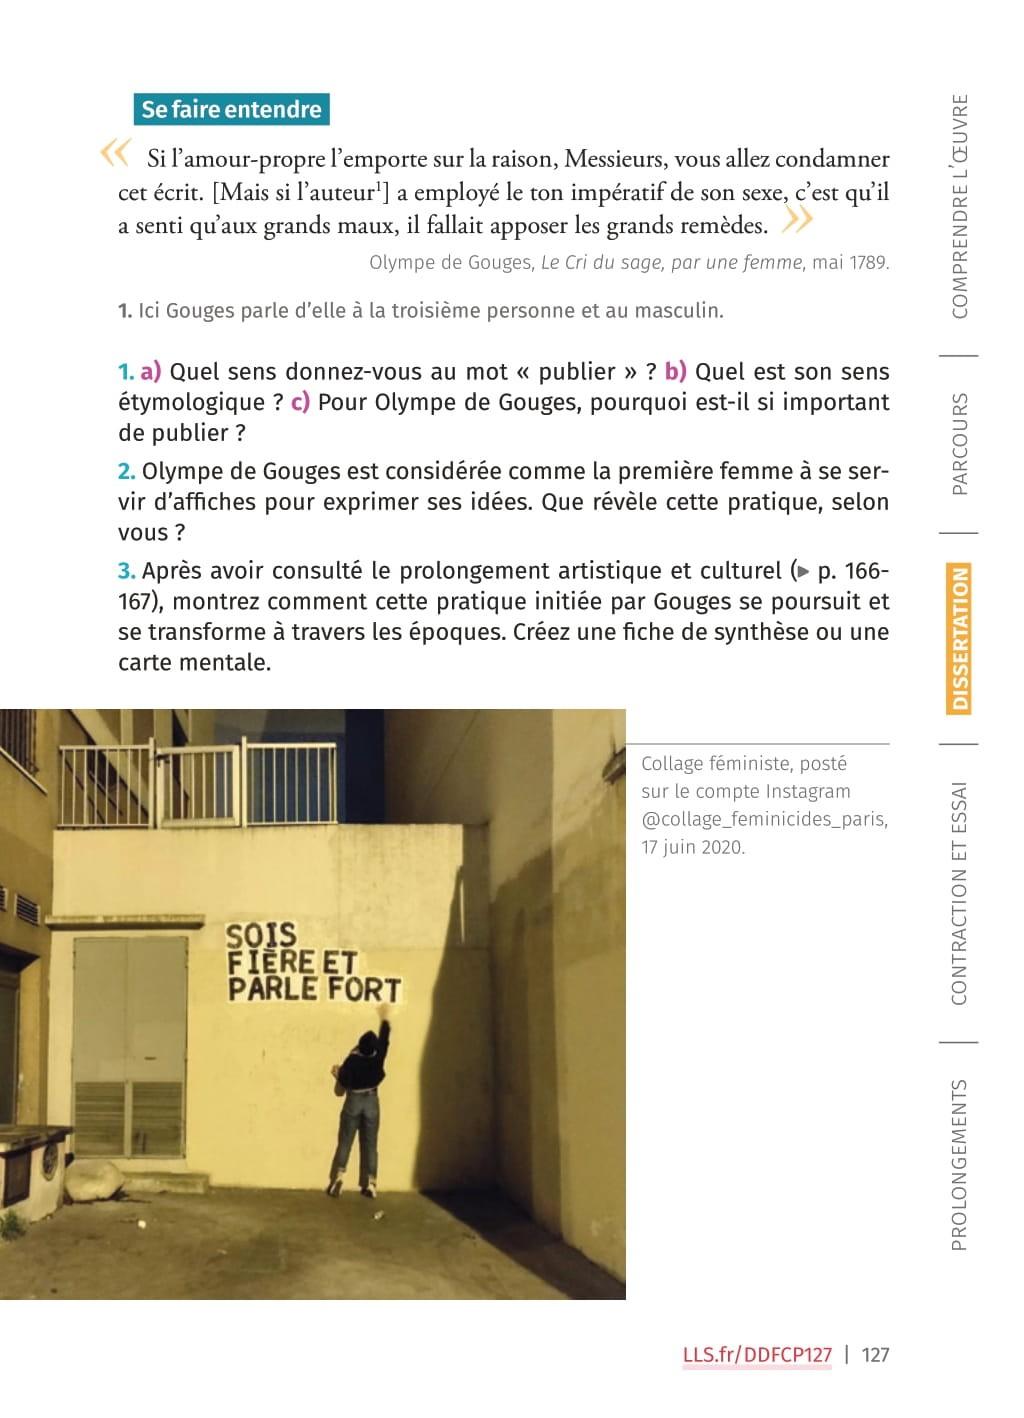 Se faire entendre
« Si l’amour-propre l’emporte sur la raison, Messieurs, vous allez condamner
cet écrit. [Mais si l’auteur¹] a employé le ton impératif de son sexe, c’est qu’il
a senti qu’aux grands maux, il fallait apposer les grands remèdes. »
Olympe de Gouges, Le Cri du sage, par une femme, mai 1789.
1. Ici Gouges parle d’elle à la troisième personne et au masculin.
1. a) Quel sens donnez-vous au mot « publier » ? b) Quel est son sens
étymologique ? c) Pour Olympe de Gouges, pourquoi est-il si important
de publier ?
2. Olympe de Gouges est considérée comme la première femme à se ser-
vir d’affiches pour exprimer ses idées. Que révèle cette pratique, selon
vous ?
3. Après avoir consulté le prolongement artistique et culturel (▶ p. 166-
167), montrez comment cette pratique initiée par Gouges se poursuit et
se transforme à travers les époques. Créez une fiche de synthèse ou une
carte mentale.
SOIS
FIÈRE ET
PARLE FORT
Collage féministe, posté
sur le compte Instagram
@collage_feminicides_paris,
17 juin 2020.
COMPRENDRE L’ŒUVRE
PARCOURS
DISSERTATION
CONTRACTION ET ESSAI
PROLONGEMENTS
LLS.fr/DDFCP127 | 127